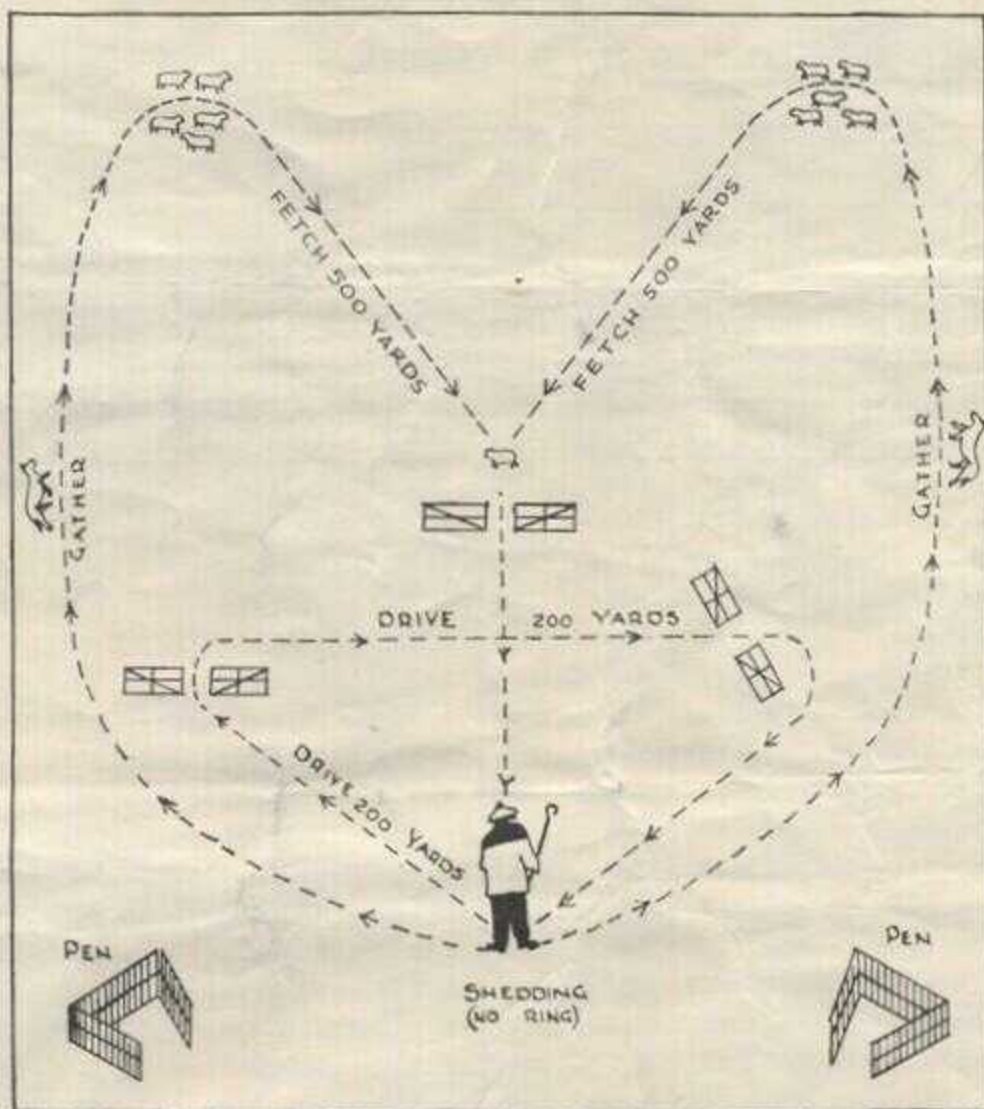 FETCH 500 YARDS
FETCH 500 YARDS
GATHER
GATHER
DRIVE 200 YARDS
DRIVE 200 YARDS
PEN
PEN
SHEDDING
(NO RING)